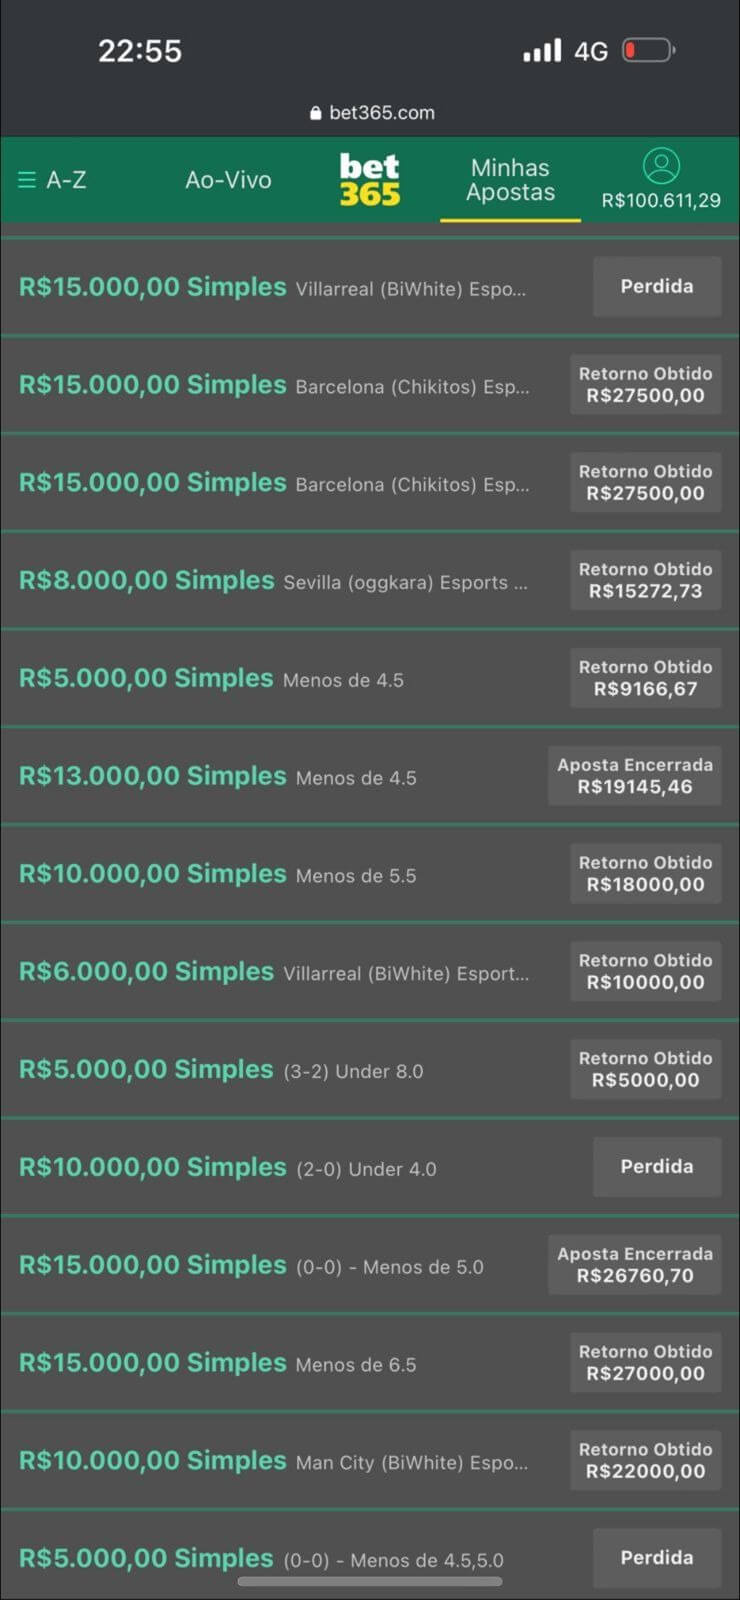 22:55
4G
bet365.com
A-Z
Ao-Vivo
bet
365
Minhas
Apostas
R$100.611,29
R$15.000,00 Simples Villarreal (BiWhite) Espo...
Perdida
R$15.000,00 Simples Barcelona (Chikitos) Esp...
Retorno Obtido
R$27500,00
R$15.000,00 Simples Barcelona (Chikitos) Esp...
Retorno Obtido
R$27500,00
R$8.000,00 Simples Sevilla (oggkara) Esports ...
Retorno Obtido
R$15272,73
R$5.000,00 Simples Menos de 4.5
Retorno Obtido
R$9166,67
R$13.000,00 Simples Menos de 4.5
Aposta Encerrada
R$19145,46
R$10.000,00 Simples Menos de 5.5
Retorno Obtido
R$18000,00
R$6.000,00 Simples Villarreal (BiWhite) Esport...
Retorno Obtido
R$10000,00
R$5.000,00 Simples (3-2) Under 8.0
Retorno Obtido
R$5000,00
R$10.000,00 Simples (2-0) Under 4.0
Perdida
R$15.000,00 Simples (0-0) - Menos de 5.0
Aposta Encerrada
R$26760,70
R$15.000,00 Simples Menos de 6.5
Retorno Obtido
R$27000,00
R$10.000,00 Simples Man City (BiWhite) Espo...
Retorno Obtido
R$22000,00
R$5.000,00 Simples (0-0) - Menos de 4.5,5.0
Perdida